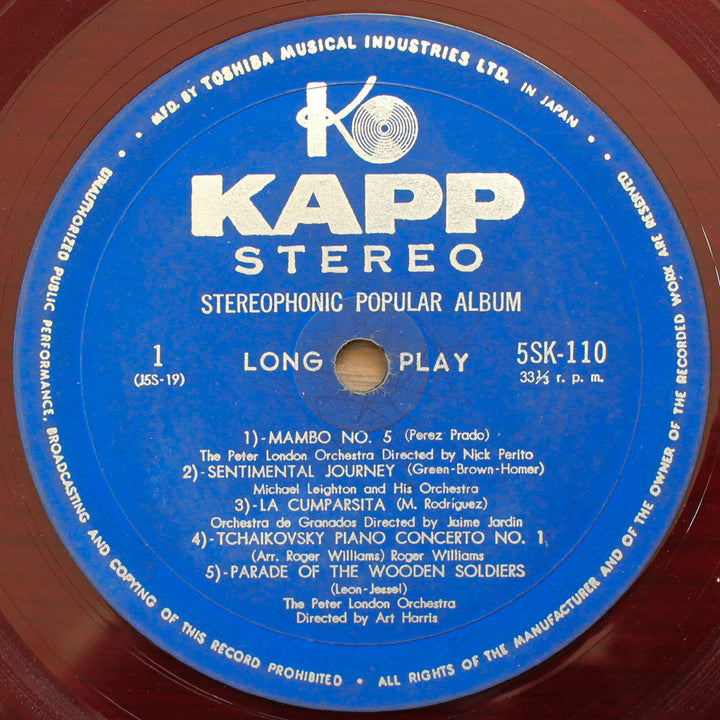 MFD. BY TOSHIBA MUSICAL INDUSTRIES LTD. IN JAPAN
K
KAPP
STEREO
STEREOPHONIC POPULAR ALBUM
1 LONG PLAY 5SK-110
(J5S-19) 33⅓ r. p. m.
1)-MAMBO NO. 5 (Perez Prado)
The Peter London Orchestra Directed by Nick Perito
2)-SENTIMENTAL JOURNEY (Green-Brown-Homer)
Michael Leighton and His Orchestra
3)-LA CUMPARSITA (M. Rodríguez)
Orchestra de Granados Directed by Jaime Jardin
4)-TCHAIKOVSKY PIANO CONCERTO NO. 1
(Arr. Roger Williams) Roger Williams
5)-PARADE OF THE WOODEN SOLDIERS
(Leon-Jessel)
The Peter London Orchestra
Directed by Art Harris
UNAUTHORIZED PUBLIC PERFORMANCE, BROADCASTING AND COPYING OF THIS RECORD PROHIBITED • ALL RIGHTS OF THE MANUFACTURER AND OF THE OWNER OF THE RECORDED WORK ARE RESERVED